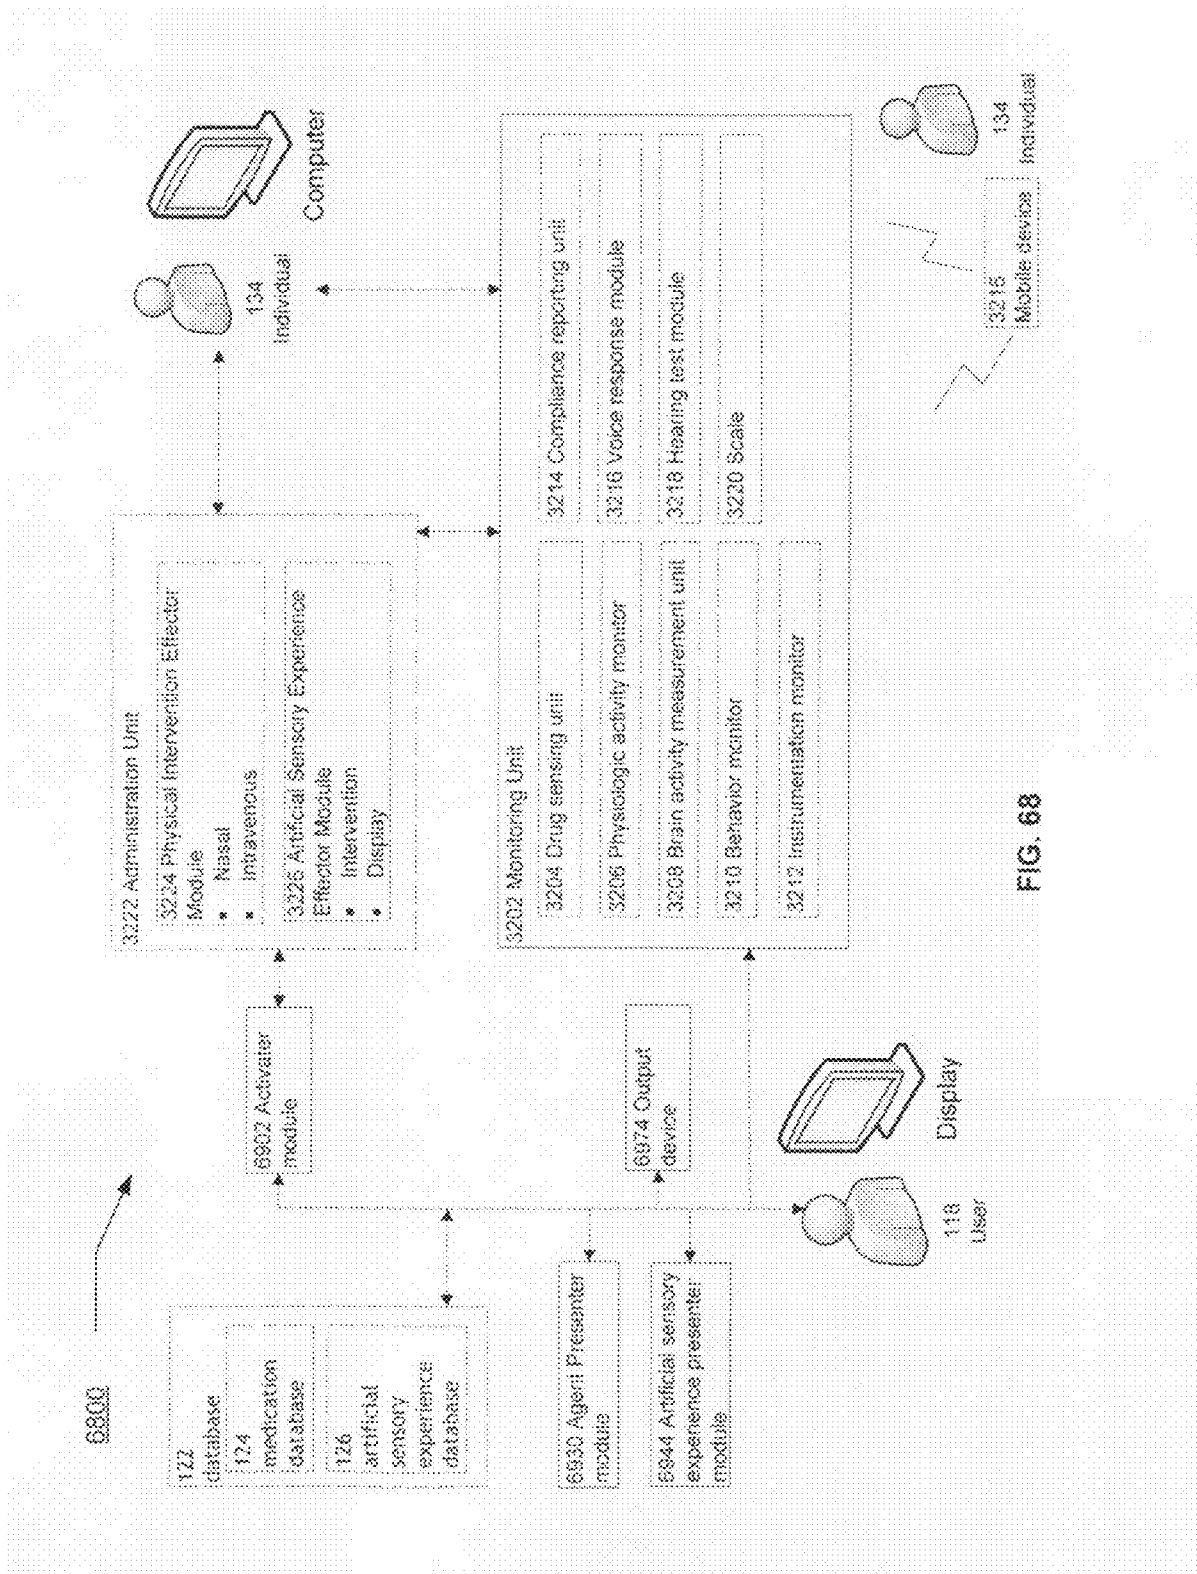 6800
122
database
124
medication
database
126
artificial
sensory
experience
database
6902 Activater
module
3222 Administration Unit
3224 Physical Intervention Effector
Module
• Nasal
• Intravenous
3226 Artificial Sensory Experience
Effector Module
• Intervention
• Display
134
Individual
Computer
6930 Agent Presenter
module
6944 Artificial sensory
experience presenter
module
6974 Output
device
118
User
Display
3202 Monitoring Unit
3204 Drug sensing unit
3206 Physiologic activity monitor
3208 Brain activity measurement unit
3210 Behavior monitor
3212 Instrumentation monitor
3214 Compliance reporting unit
3216 Voice response module
3218 Hearing test module
3220 Scale
3216
Mobile device
134
Individual
FIG. 68